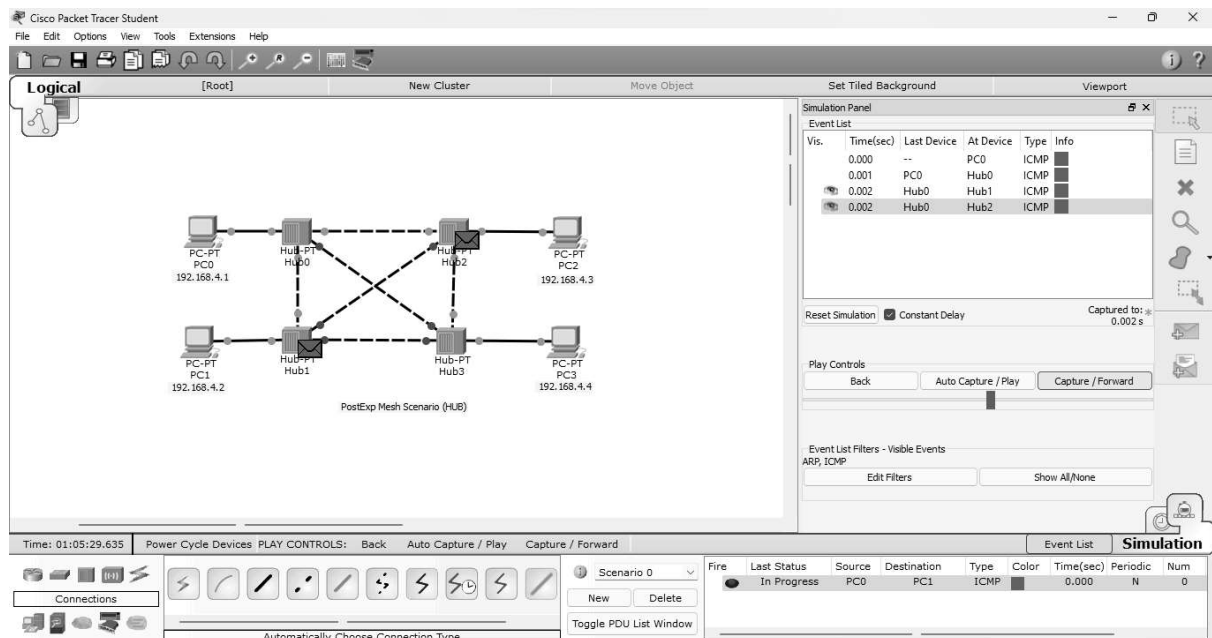 Cisco Packet Tracer Student
File Edit Options View Tools Extensions Help
Logical [Root] New Cluster Move Object Set Tiled Background Viewport
Simulation Panel
Event List
Vis. Time(sec) Last Device At Device Type Info
0.000 -- PC0 ICMP
0.001 PC0 Hub0 ICMP
0.002 Hub0 Hub1 ICMP
0.002 Hub0 Hub2 ICMP
PC-PT
PC0
192.168.4.1
Hub-PT
Hub0
Hub-PT
Hub2
PC-PT
PC2
192.168.4.3
PC-PT
PC1
192.168.4.2
Hub-PT
Hub1
Hub-PT
Hub3
PC-PT
PC3
192.168.4.4
PostExp Mesh Scenario (HUB)
Reset Simulation Constant Delay Captured to: *
0.002 s
Play Controls
Back Auto Capture / Play Capture / Forward
Event List Filters - Visible Events
ARP, ICMP
Edit Filters Show All/None
Time: 01:05:29.635 Power Cycle Devices PLAY CONTROLS: Back Auto Capture / Play Capture / Forward Event List Simulation
Connections
Automatically Choose Connection Type
Scenario 0
New Delete
Toggle PDU List Window
Fire Last Status Source Destination Type Color Time(sec) Periodic Num
In Progress PC0 PC1 ICMP 0.000 N 0